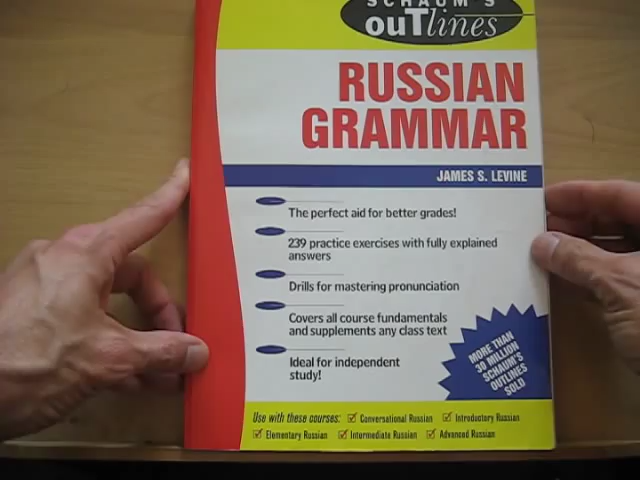 SCHAUM'S
ouTlines
RUSSIAN
GRAMMAR
JAMES S. LEVINE
The perfect aid for better grades!
239 practice exercises with fully explained
answers
Drills for mastering pronunciation
Covers all course fundamentals
and supplements any class text
Ideal for independent
study!
MORE THAN
30 MILLION
SCHAUM'S
OUTLINES
SOLD
Use with these courses: Conversational Russian Introductory Russian
Elementary Russian Intermediate Russian Advanced Russian